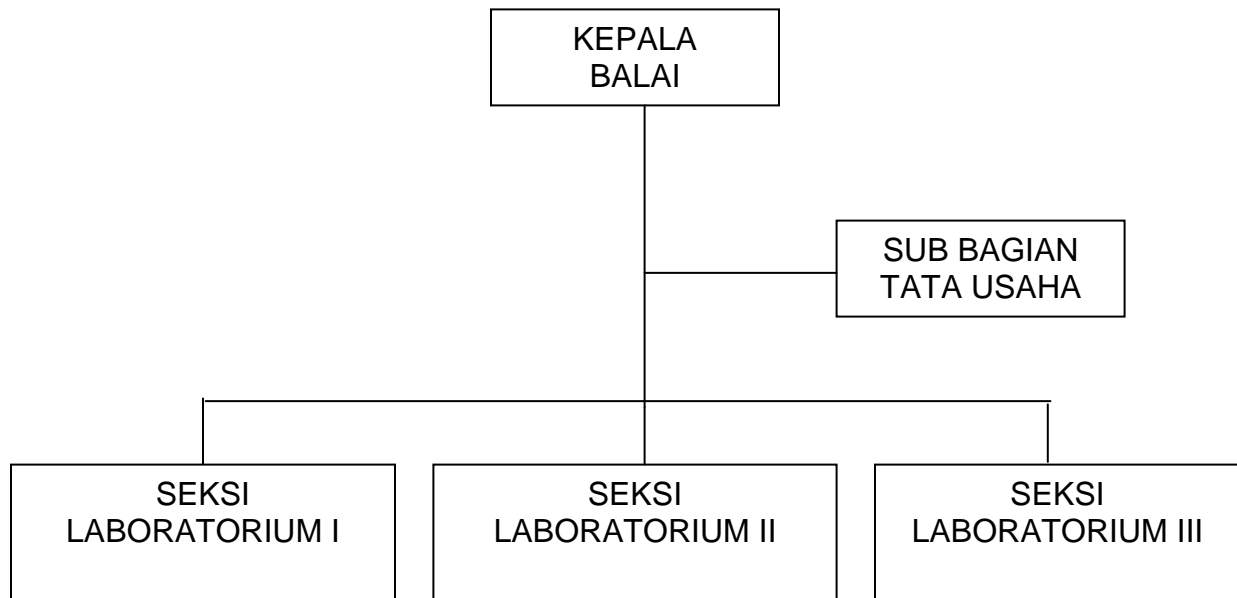 KEPALA
BALAI
SUB BAGIAN
TATA USAHA
SEKSI
LABORATORIUM I
SEKSI
LABORATORIUM II
SEKSI
LABORATORIUM III